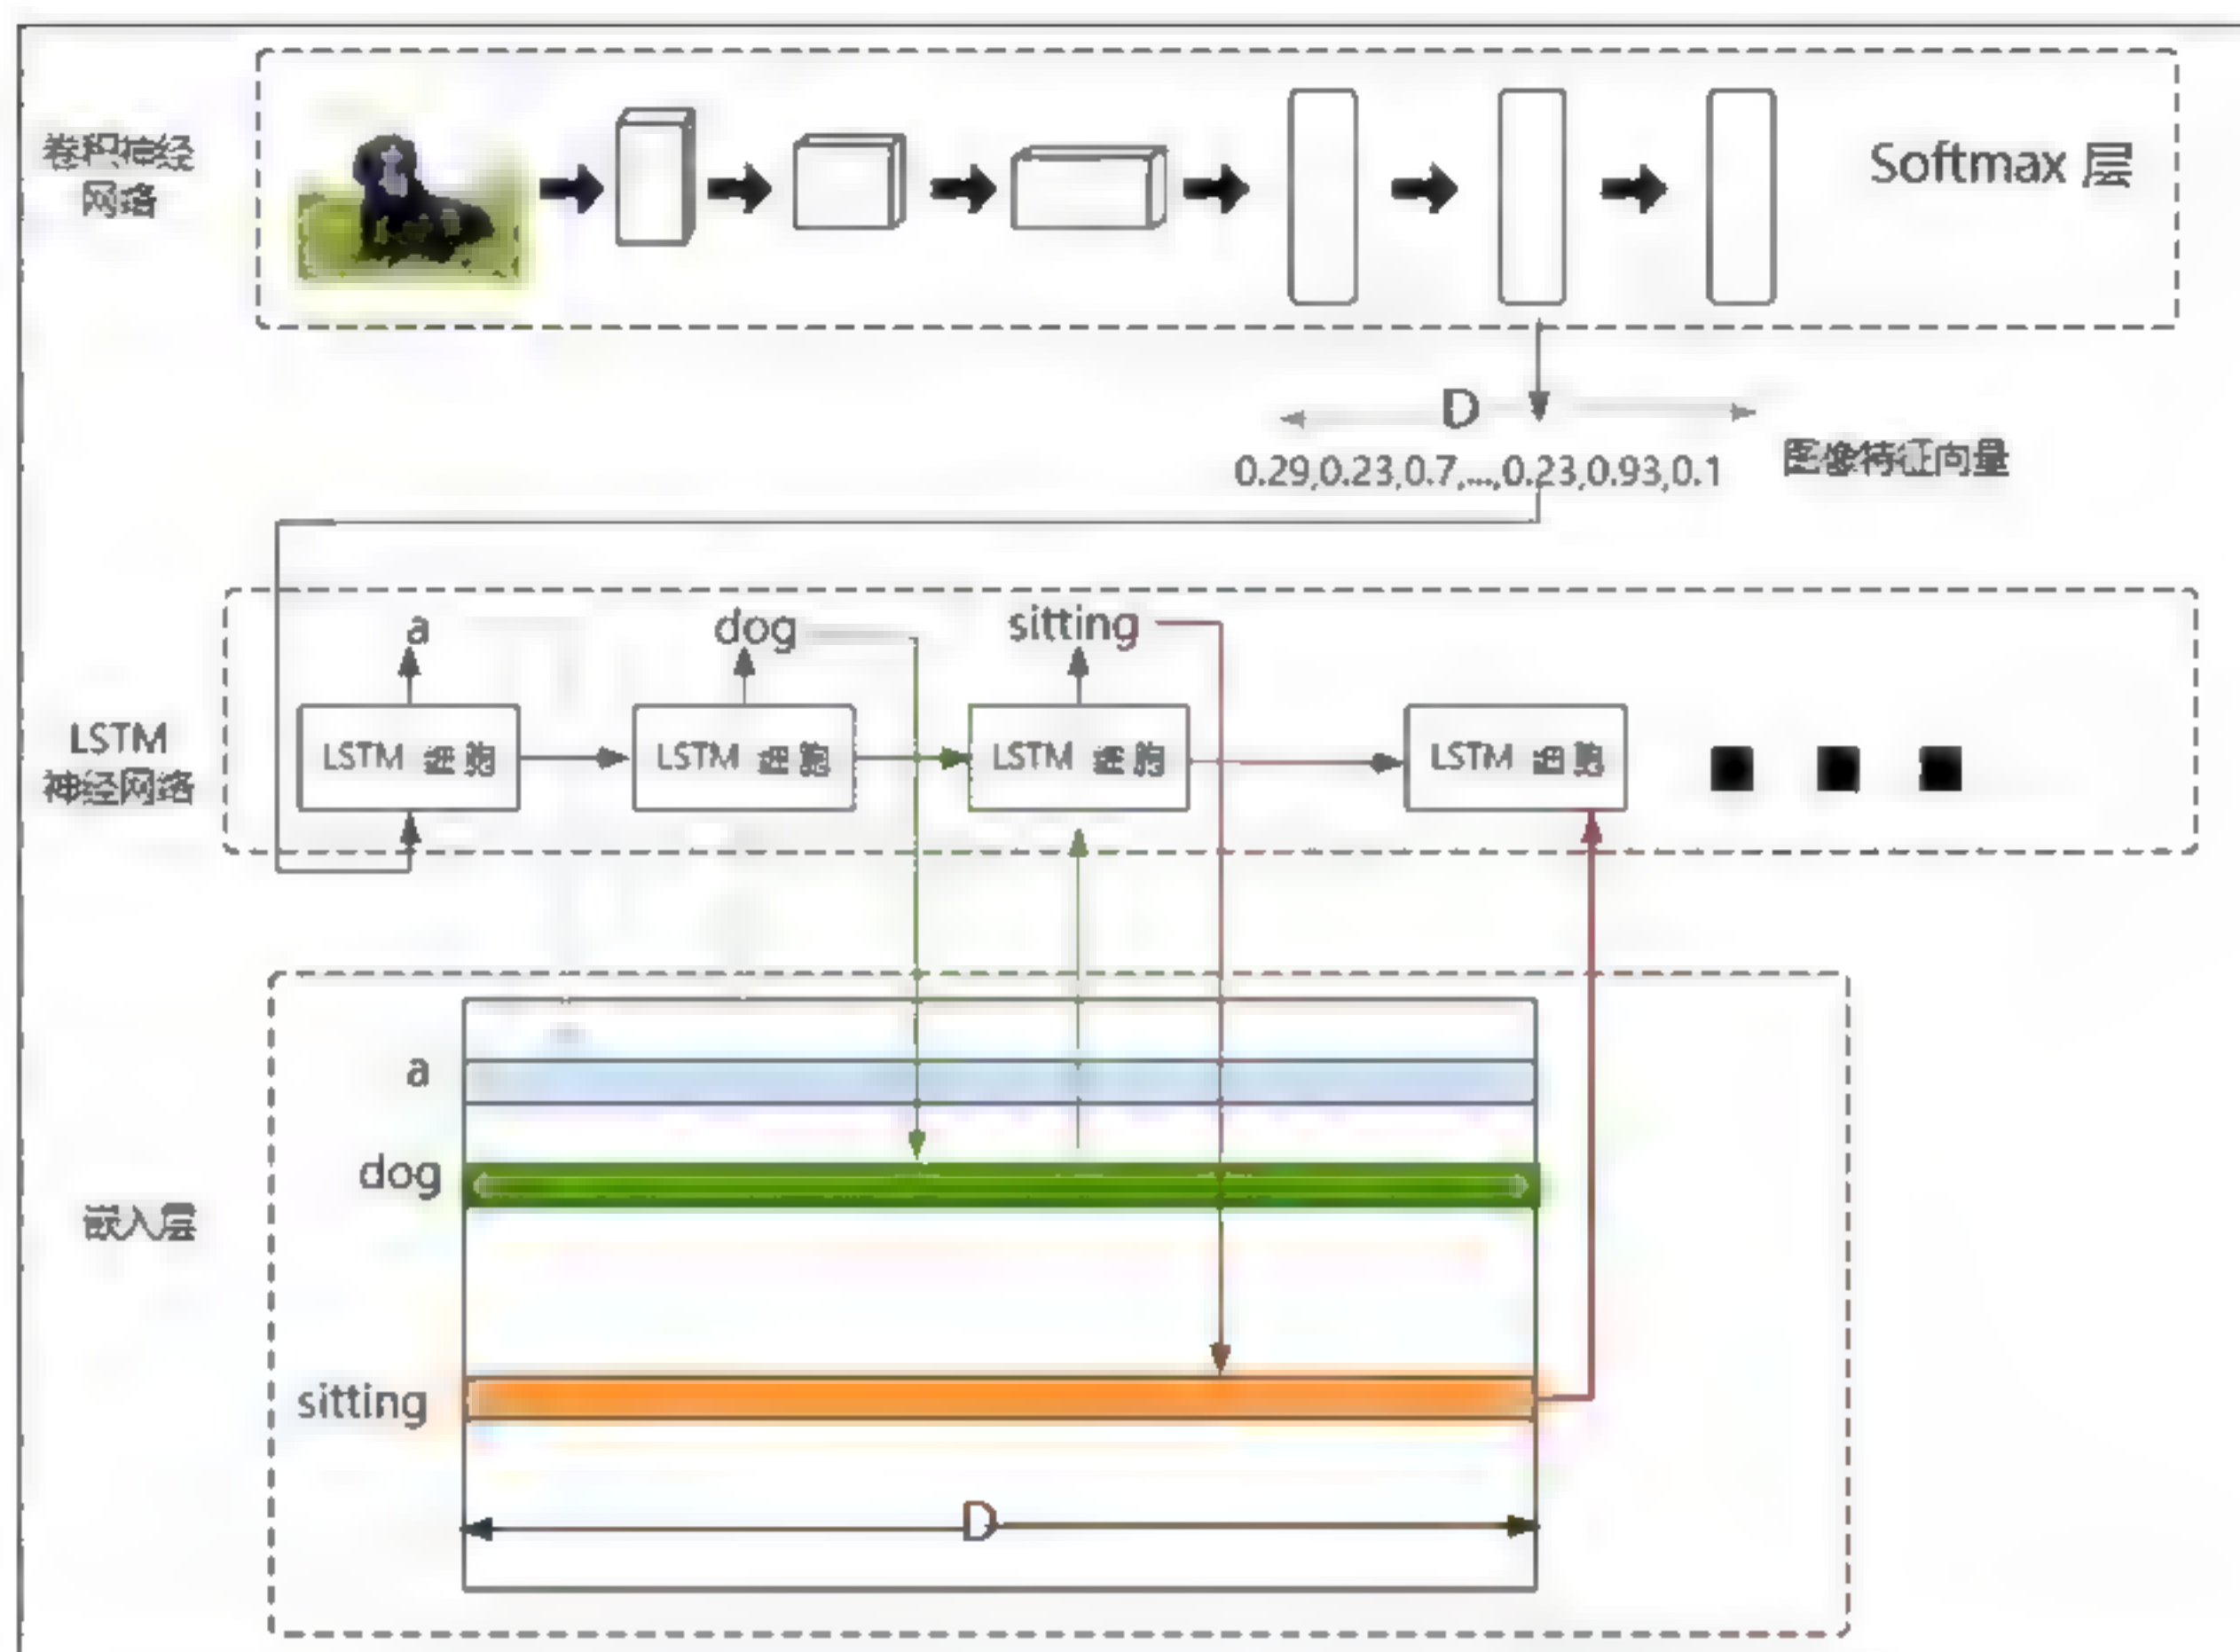 卷积神经
网络
Softmax 层
D
0.29,0.23,0.7,...,0.23,0.93,0.1
图像特征向量
a
dog
sitting
LSTM
神经网络
LSTM 细胞
LSTM 细胞
LSTM 细胞
LSTM 细胞
a
dog
嵌入层
sitting
D